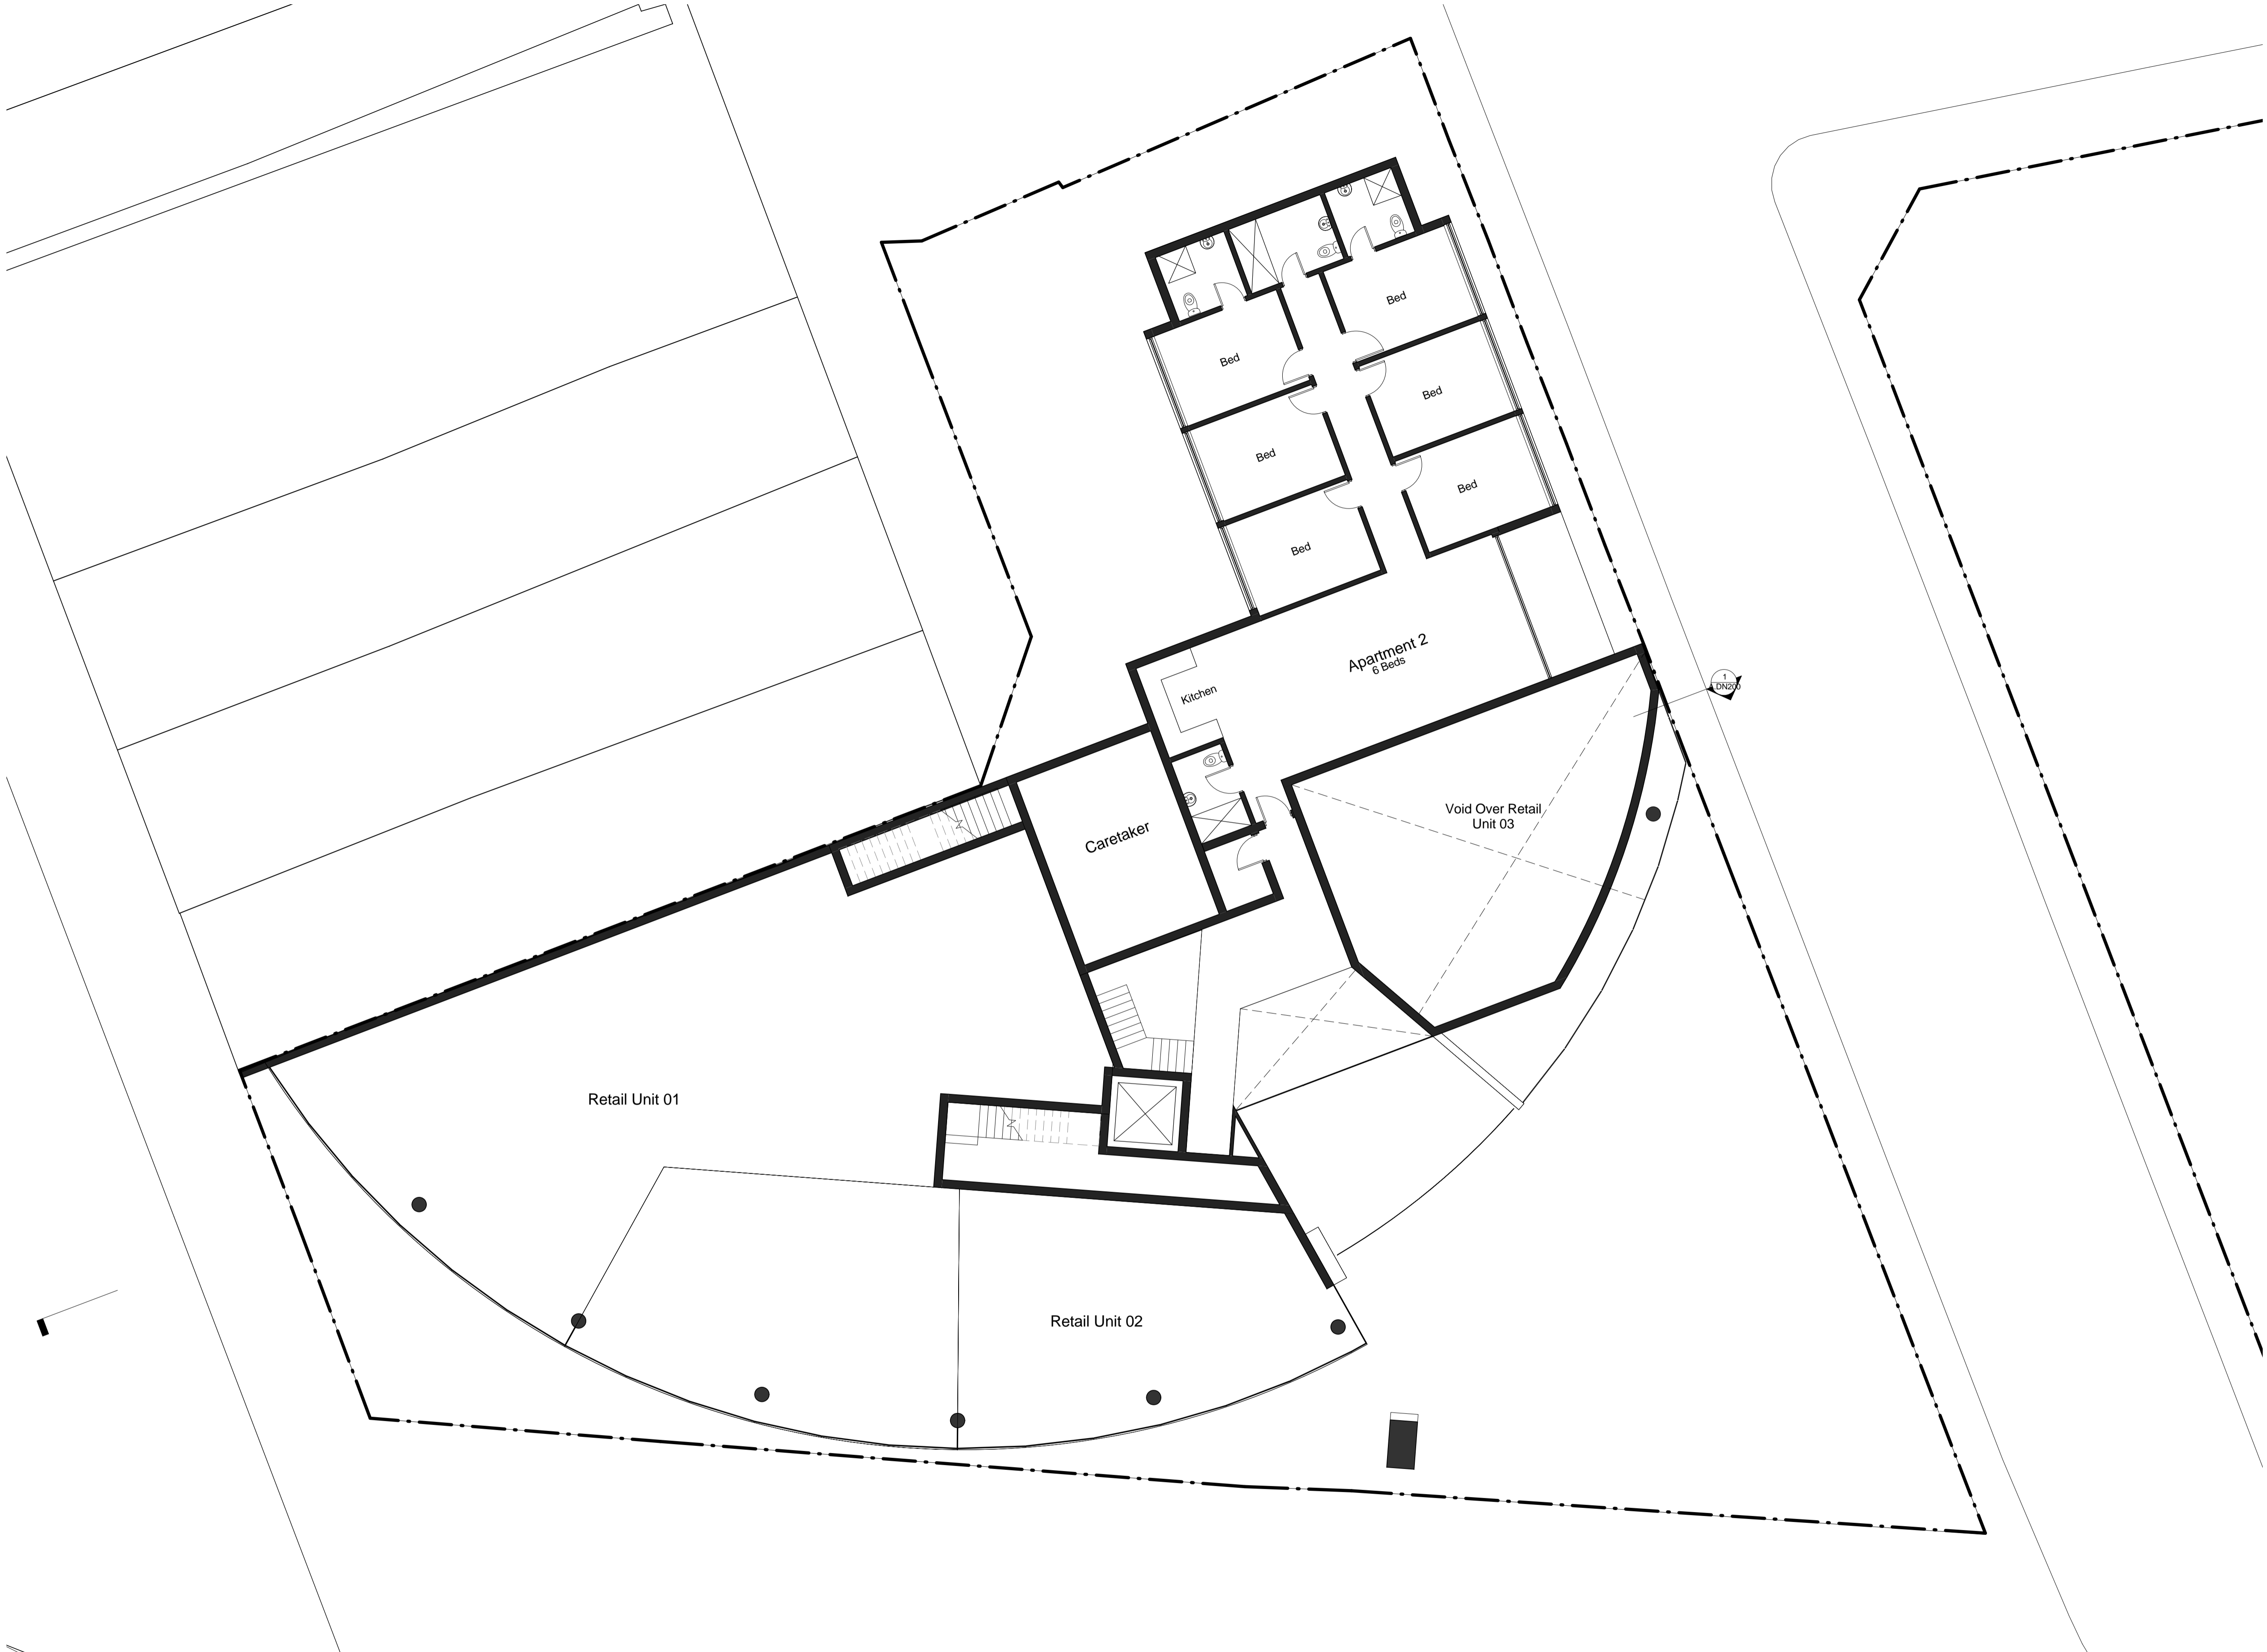 Bed
Bed
Bed
Bed
Bed
Bed
Apartment 2
6 Beds
Kitchen
1
DN200
Void Over Retail
Unit 03
Caretaker
Retail Unit 01
Retail Unit 02